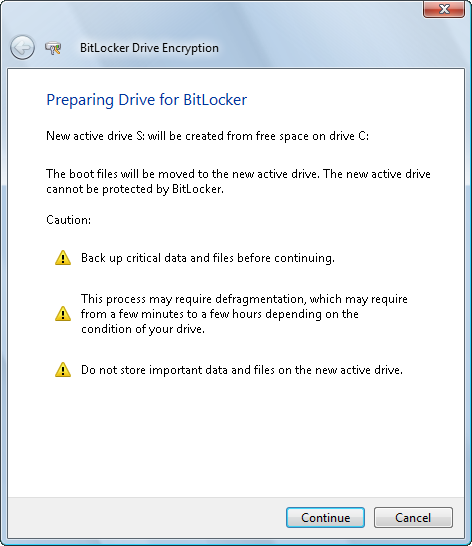 BitLocker Drive Encryption
Preparing Drive for BitLocker
New active drive S: will be created from free space on drive C:
The boot files will be moved to the new active drive. The new active drive
cannot be protected by BitLocker.
Caution:
Back up critical data and files before continuing.
This process may require defragmentation, which may require
from a few minutes to a few hours depending on the
condition of your drive.
Do not store important data and files on the new active drive.
Continue
Cancel